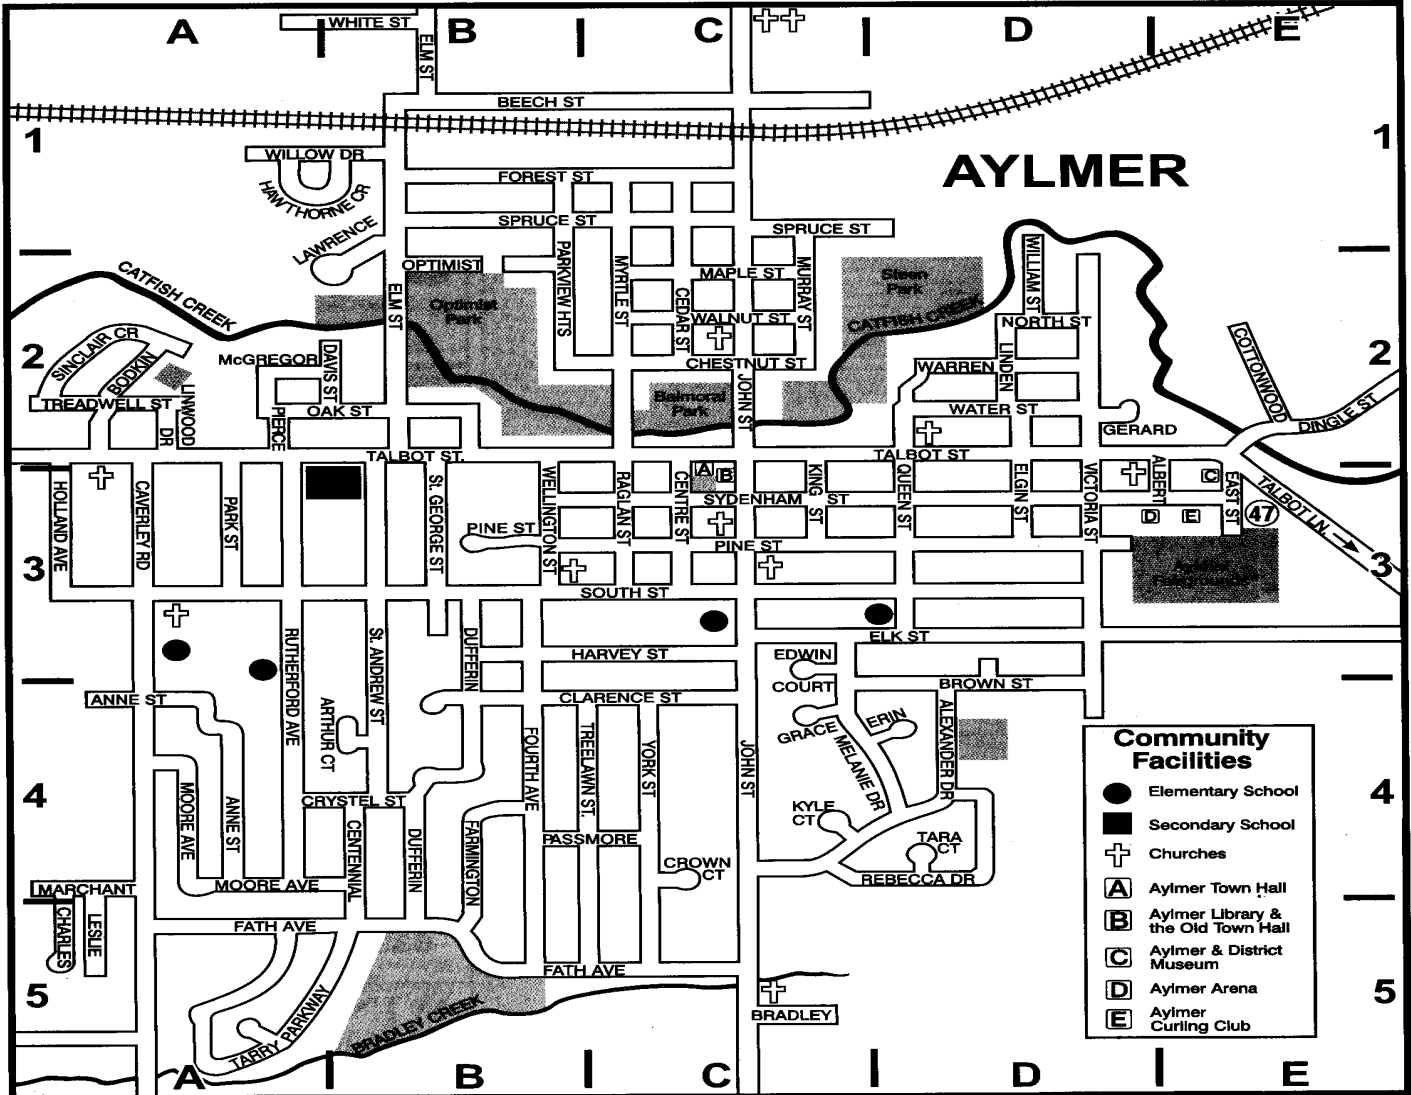 A
B
C
D
E
WHITE ST
ELM ST
BEECH ST
1
1
AYLMER
WILLOW DR
HAWTHORNE CR
FOREST ST
SPRUCE ST
SPRUCE ST
LAWRENCE
OPTIMIST
PARKVIEW HTS
MYRTLE ST
CEDAR ST
MAPLE ST
MURRAY ST
WALNUT ST
CHESTNUT ST
Steen
Park
WILLIAM ST
CATFISH CREEK
CATFISH CREEK
ELM ST
Optimist
Park
NORTH ST
2
2
SINCLAIR CR
BODKIN
McGREGOR
DAVIS ST
LINWOOD
DR
TREADWELL ST
PIERCE
OAK ST
Balmoral
Park
JOHN ST
WARREN
LINDEN
WATER ST
GERARD
COTTONWOOD
DINGLE ST
TALBOT ST.
TALBOT ST
HOLLAND AVE
CAVERLEY RD
PARK ST
St. GEORGE ST
WELLINGTON ST
RAGLAN ST
CENTRE ST
A
B
SYDENHAM ST
KING ST
QUEEN ST
ELGIN ST
VICTORIA ST
ALBERT
C
EAST ST
TALBOT LN.
47
D
E
PINE ST
PINE ST
3
3
SOUTH ST
ELK ST
RUTHERFORD AVE
St. ANDREW ST
DUFFERIN
HARVEY ST
EDWIN
COURT
BROWN ST
ANNE ST
ARTHUR CT
CLARENCE ST
GRACE
ERIN
MELANIE DR
ALEXANDER DR
FOURTH AVE
TREELAWN ST.
YORK ST
JOHN ST
4
4
MOORE AVE
ANNE ST
CRYSTEL ST
CENTENNIAL
DUFFERIN
FARMINGTON
PASSMORE
CROWN
CT
KYLE
CT
TARA
CT
REBECCA DR
MARCHANT
MOORE AVE
CHARLES
LESLIE
FATH AVE
FATH AVE
TARRY PARKWAY
BRADLEY CREEK
BRADLEY
5
5
Community
Facilities
Elementary School
Secondary School
Churches
A Aylmer Town Hall
B Aylmer Library &
the Old Town Hall
C Aylmer & District
Museum
D Aylmer Arena
E Aylmer
Curling Club
A
B
C
D
E